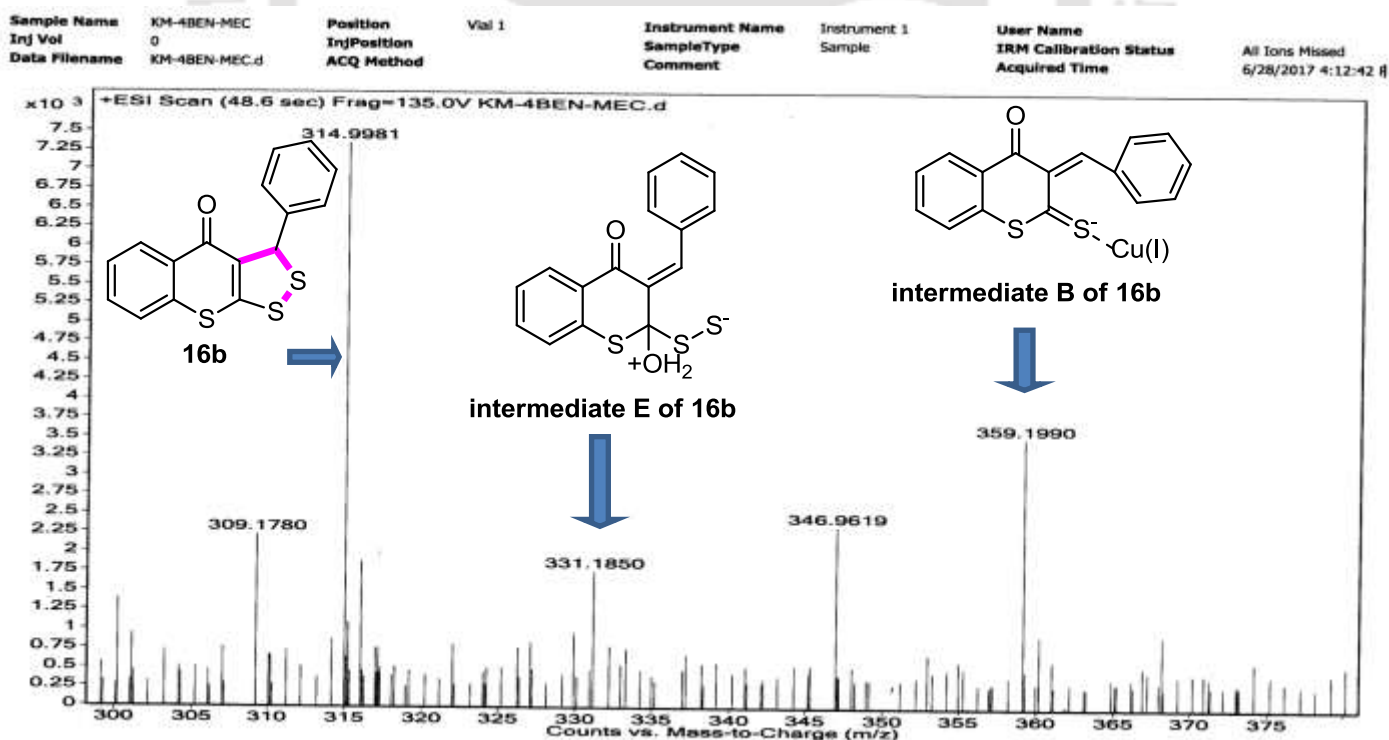 Sample Name KM-4BEN-MEC Position Vial 1 Instrument Name Instrument 1 User Name
Inj Vol 0 InjPosition SampleType Sample IRM Calibration Status All Ions Missed
Data Filename KM-4BEN-MEC.d ACQ Method Comment Acquired Time 6/28/2017 4:12:42
x10 3 +ESI Scan (48.6 sec) Frag=135.0V KM-4BEN-MEC.d
7.5
7.25
7
6.75
6.5
6.25
6
5.75
5.5
5.25
5
4.75
4.5
4.25
4
3.75
3.5
3.25
3
2.75
2.5
2.25
2
1.75
1.5
1.25
1
0.75
0.5
0.25
0
314.9981
O
S
S
S
16b
O
S
S
S-
+OH2
intermediate E of 16b
O
S
S-
Cu(I)
intermediate B of 16b
359.1990
309.1780
346.9619
331.1850
300 305 310 315 320 325 330 335 340 345 350 355 360 365 370 375
Counts vs. Mass-to-Charge (m/z)